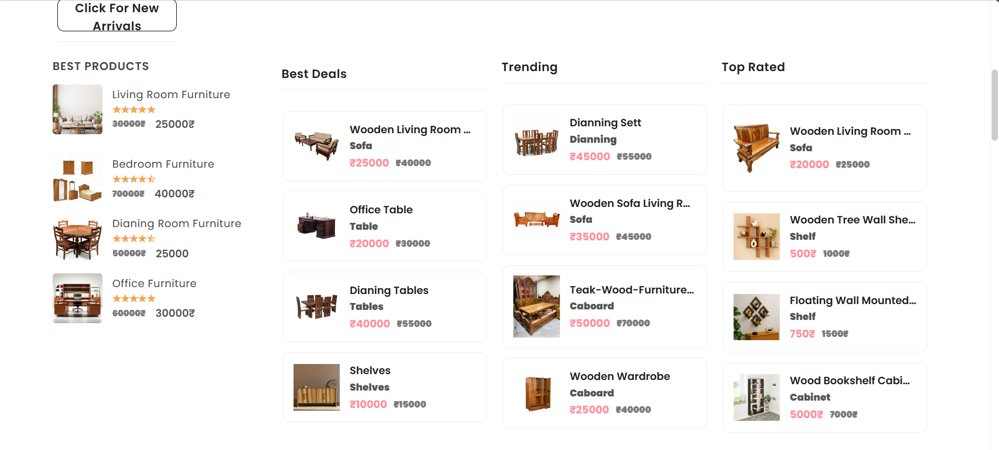 Click For New
Arrivals
BEST PRODUCTS
Living Room Furniture
30000₹ 25000₹
Bedroom Furniture
70000₹ 40000₹
Dianing Room Furniture
50000₹ 25000
Office Furniture
60000₹ 30000₹
Best Deals
Wooden Living Room ...
Sofa
₹25000 ₹40000
Office Table
Table
₹20000 ₹30000
Dianing Tables
Tables
₹40000 ₹55000
Shelves
Shelves
₹10000 ₹15000
Trending
Dianning Sett
Dianning
₹45000 ₹55000
Wooden Sofa Living R...
Sofa
₹35000 ₹45000
Teak-Wood-Furniture...
Caboard
₹50000 ₹70000
Wooden Wardrobe
Caboard
₹25000 ₹40000
Top Rated
Wooden Living Room ...
Sofa
₹20000 ₹25000
Wooden Tree Wall She...
Shelf
500₹ 1000₹
Floating Wall Mounted...
Shelf
750₹ 1500₹
Wood Bookshelf Cabi...
Cabinet
5000₹ 7000₹